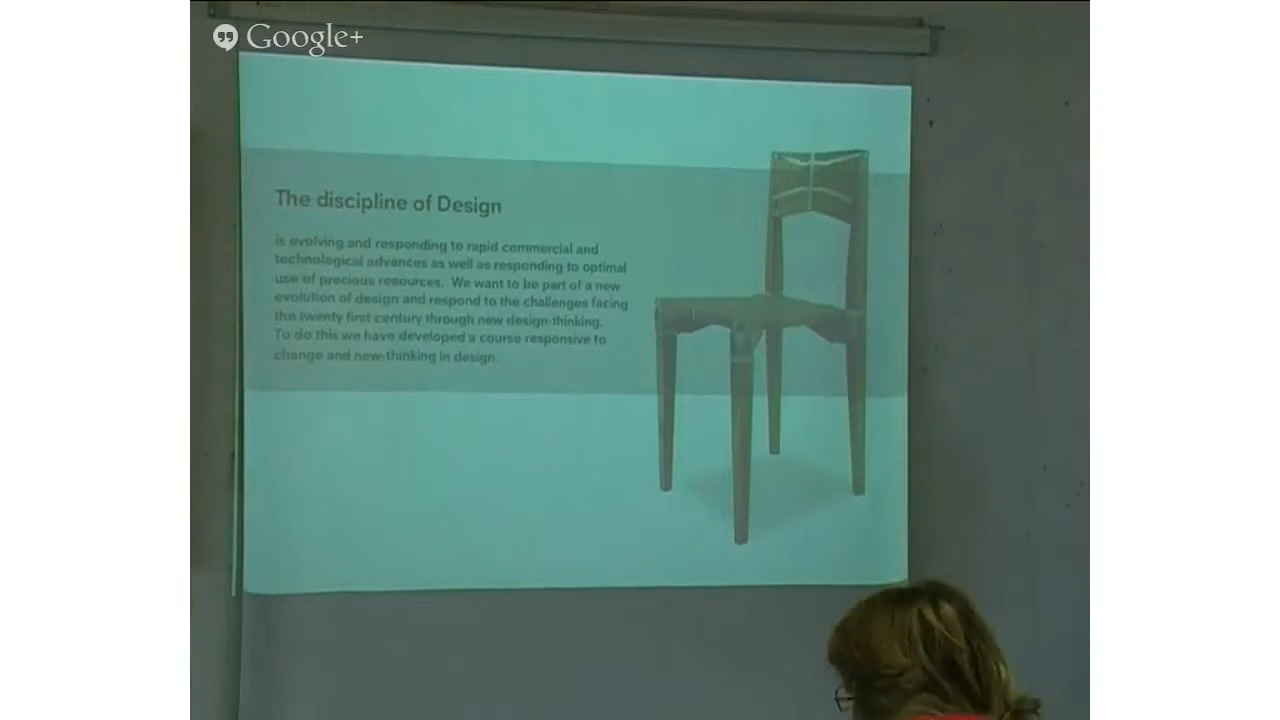 Google+
The discipline of Design
is evolving and responding to rapid commercial and
technological advances as well as responding to optimal
use of precious resources. We want to be part of a new
evolution of design and respond to the challenges facing
the twenty first century through new design-thinking.
To do this we have developed a course responsive to
change and new-thinking in design.